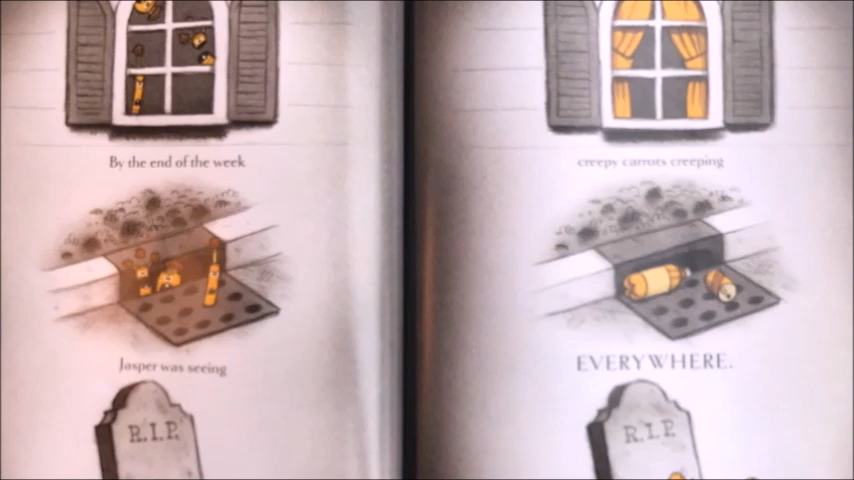 By the end of the week
Jasper was seeing
R.I.P.
creepy carrots creeping
EVERYWHERE.
R.I.P.